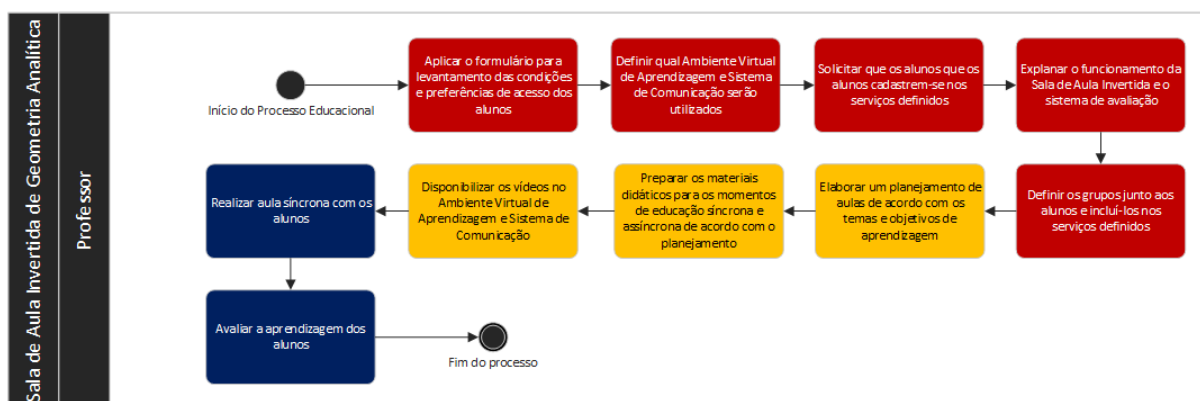 Sala de Aula Invertida de Geometria Analítica
Professor
Início do Processo Educacional
Aplicar o formulário para
levantamento das condições
e preferências de acesso dos
alunos
Definir qual Ambiente Virtual
de Aprendizagem e Sistema
de Comunicação serão
utilizados
Solicitar que os alunos que os
alunos cadastrem-se nos
serviços definidos
Explanar o funcionamento da
Sala de Aula Invertida e o
sistema de avaliação
Definir os grupos junto aos
alunos e incluí-los nos
serviços definidos
Elaborar um planejamento de
aulas de acordo com os
temas e objetivos de
aprendizagem
Preparar os materiais
didáticos para os momentos
de educação síncrona e
assíncrona de acordo com o
planejamento
Disponibilizar os vídeos no
Ambiente Virtual de
Aprendizagem e Sistema de
Comunicação
Realizar aula síncrona com os
alunos
Avaliar a aprendizagem dos
alunos
Fim do processo